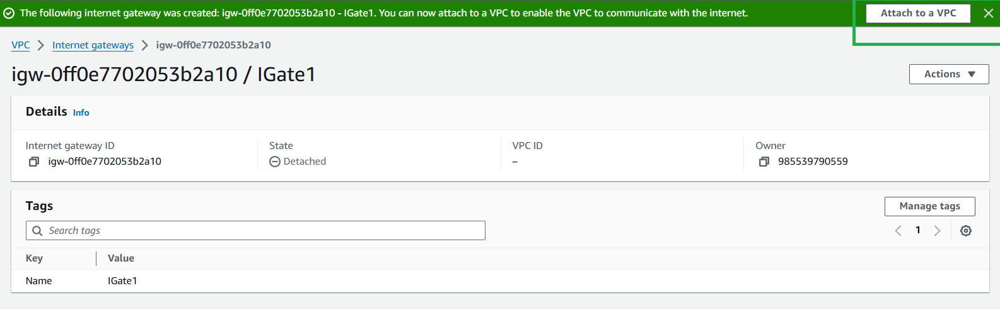 The following internet gateway was created: igw-0ff0e7702053b2a10 - IGate1. You can now attach to a VPC to enable the VPC to communicate with the internet.
Attach to a VPC
VPC > Internet gateways > igw-0ff0e7702053b2a10
igw-0ff0e7702053b2a10 / IGate1
Actions
Details Info
Internet gateway ID
igw-0ff0e7702053b2a10
State
Detached
VPC ID
–
Owner
985539790559
Tags
Manage tags
Search tags
1
Key Value
Name IGate1